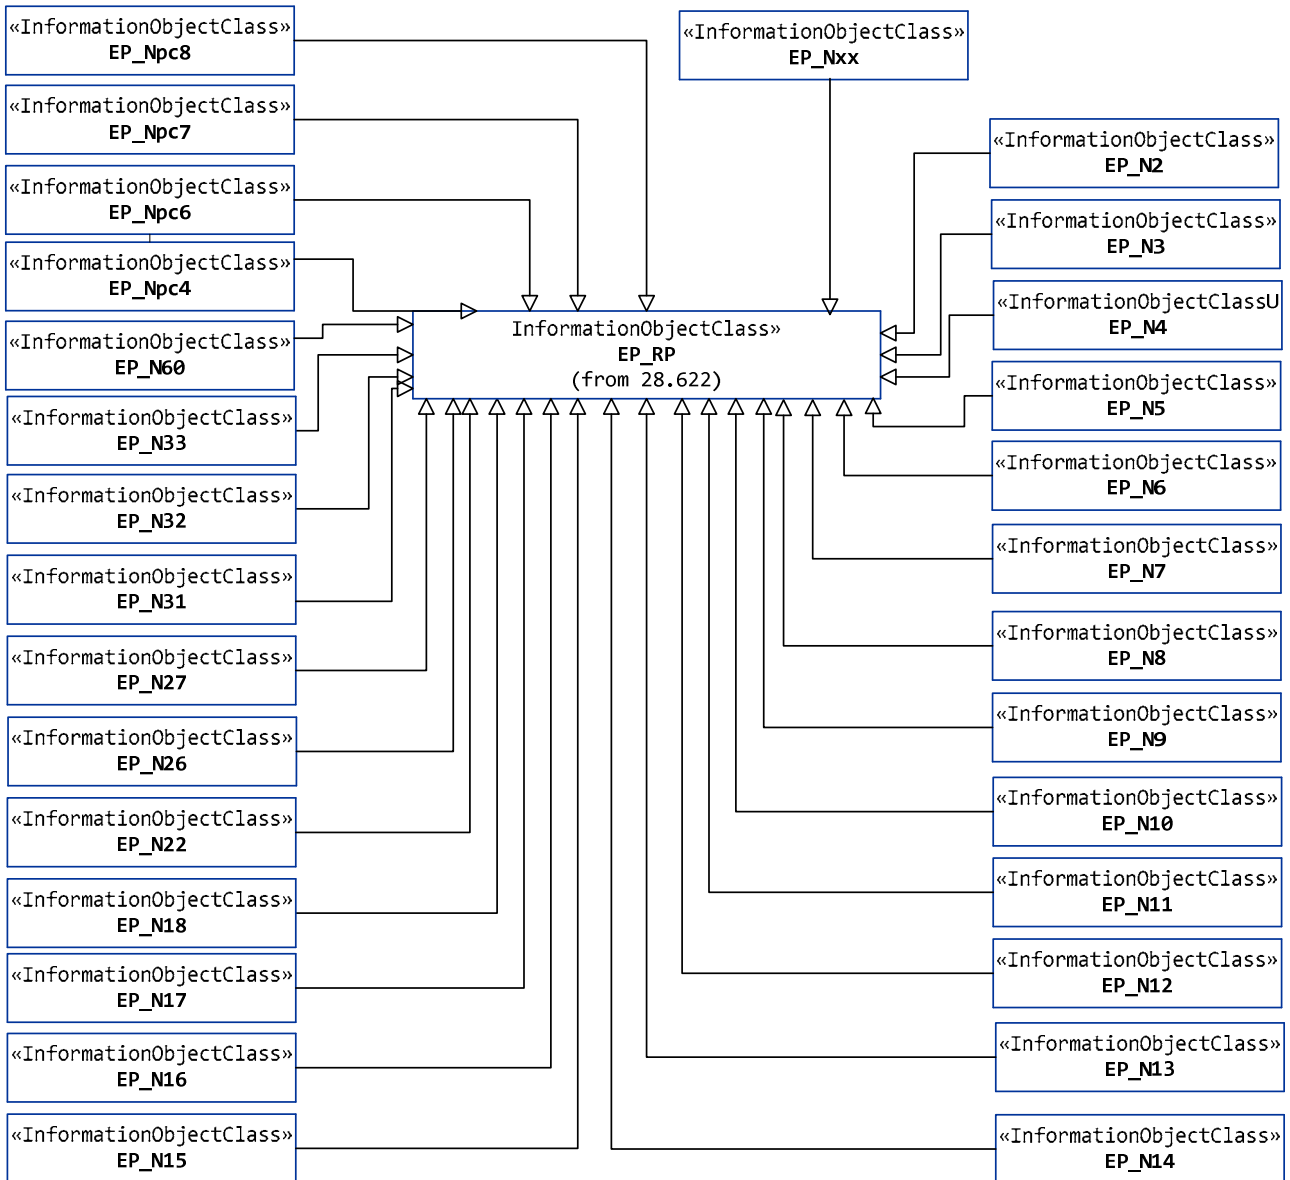 «InformationObjectClass»
EP_Npc8
«InformationObjectClass»
EP_Nxx
«InformationObjectClass»
EP_Npc7
«InformationObjectClass»
EP_N2
«InformationObjectClass»
EP_Npc6
«InformationObjectClass»
EP_N3
«InformationObjectClass»
EP_Npc4
«InformationObjectClassU
EP_N4
InformationObjectClass»
EP_RP
(from 28.622)
«InformationObjectClass»
EP_N60
«InformationObjectClass»
EP_N5
«InformationObjectClass»
EP_N33
«InformationObjectClass»
EP_N6
«InformationObjectClass»
EP_N32
«InformationObjectClass»
EP_N7
«InformationObjectClass»
EP_N31
«InformationObjectClass»
EP_N8
«InformationObjectClass»
EP_N27
«InformationObjectClass»
EP_N9
«InformationObjectClass»
EP_N26
«InformationObjectClass»
EP_N10
«InformationObjectClass»
EP_N22
«InformationObjectClass»
EP_N11
«InformationObjectClass»
EP_N18
«InformationObjectClass»
EP_N12
«InformationObjectClass»
EP_N17
«InformationObjectClass»
EP_N13
«InformationObjectClass»
EP_N16
«InformationObjectClass»
EP_N15
«InformationObjectClass»
EP_N14